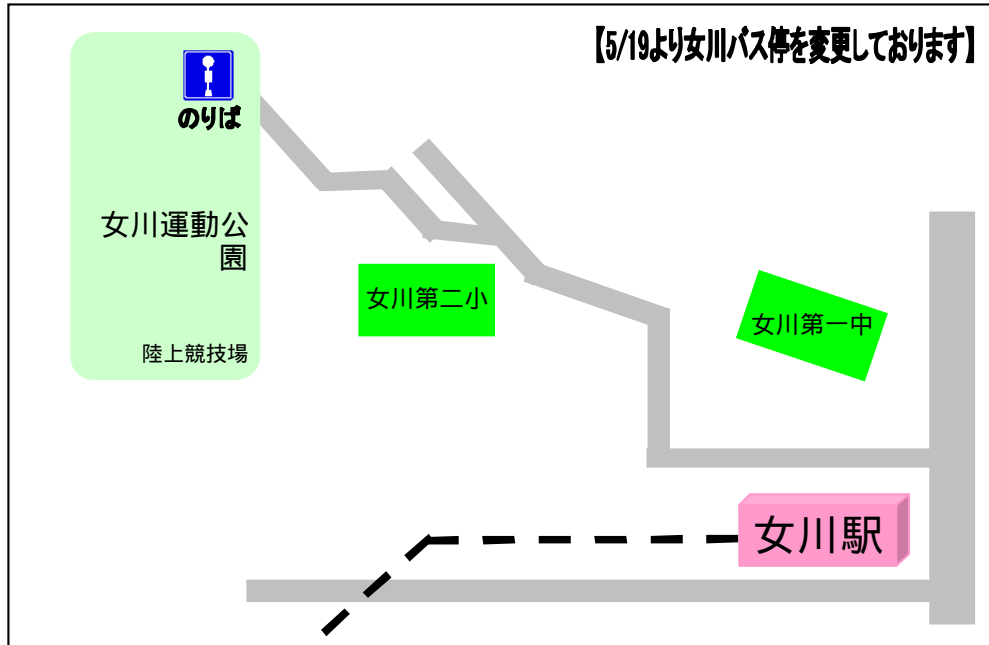 【5/19より女川バス停を変更しております】
のりば
女川運動公
園
女川第二小
女川第一中
陸上競技場
女川駅